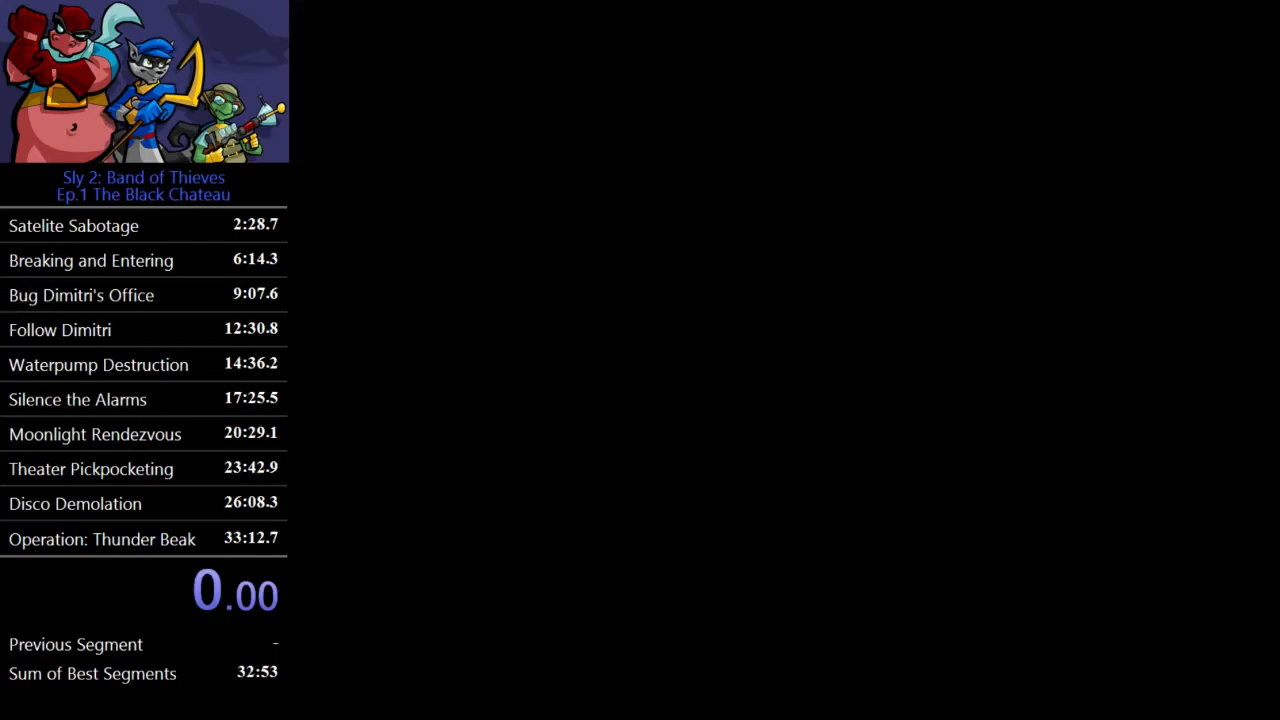 Sly 2: Band of Thieves
Ep.1 The Black Chateau
Satelite Sabotage 2:28.7
Breaking and Entering 6:14.3
Bug Dimitri's Office 9:07.6
Follow Dimitri 12:30.8
Waterpump Destruction 14:36.2
Silence the Alarms 17:25.5
Moonlight Rendezvous 20:29.1
Theater Pickpocketing 23:42.9
Disco Demolation 26:08.3
Operation: Thunder Beak 33:12.7
0.00
Previous Segment -
Sum of Best Segments 32:53